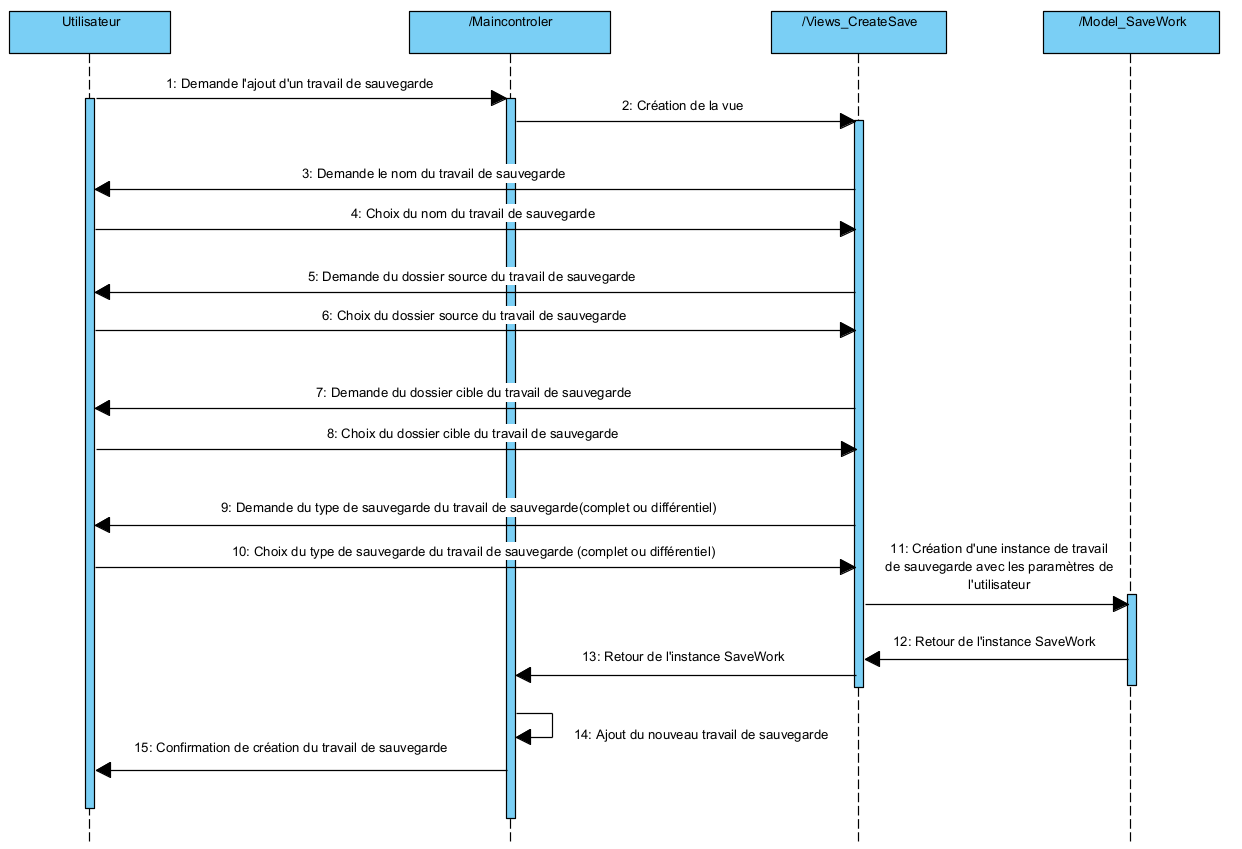 Utilisateur
/Maincontroler
/Views_CreateSave
/Model_SaveWork
1: Demande l'ajout d'un travail de sauvegarde
2: Création de la vue
3: Demande le nom du travail de sauvegarde
4: Choix du nom du travail de sauvegarde
5: Demande du dossier source du travail de sauvegarde
6: Choix du dossier source du travail de sauvegarde
7: Demande du dossier cible du travail de sauvegarde
8: Choix du dossier cible du travail de sauvegarde
9: Demande du type de sauvegarde du travail de sauvegarde(complet ou différentiel)
10: Choix du type de sauvegarde du travail de sauvegarde (complet ou différentiel)
11: Création d'une instance de travail
de sauvegarde avec les paramètres de
l'utilisateur
12: Retour de l'instance SaveWork
13: Retour de l'instance SaveWork
14: Ajout du nouveau travail de sauvegarde
15: Confirmation de création du travail de sauvegarde